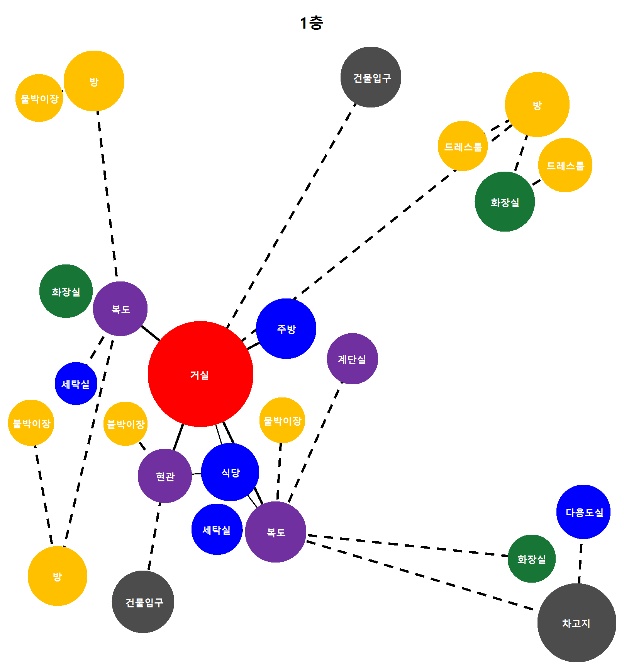 1층
방
붙박이장
건물입구
방
드레스룸
드레스룸
화장실
화장실
복도
주방
계단실
거실
세탁실
붙박이장
붙박이장
붙박이장
현관
식당
세탁실
복도
다용도실
화장실
방
건물입구
차고지